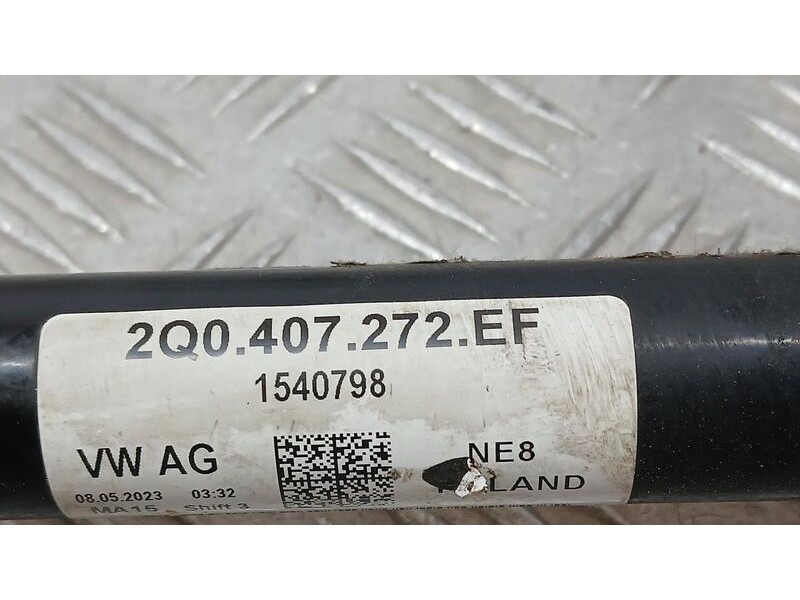 2Q0.407.272.EF
1540798
VW AG
NE8
08.05.2023 03:32
MA15 Shift 3